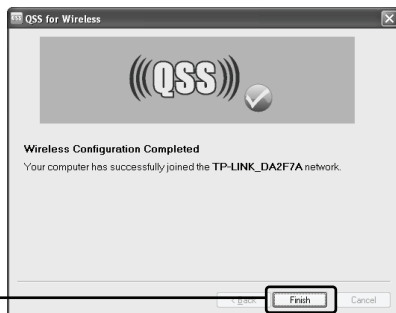 QSS for Wireless
(((QSS)))
Wireless Configuration Completed
Your computer has successfully joined the TP-LINK_DA2F7A network.
< Back Finish Cancel